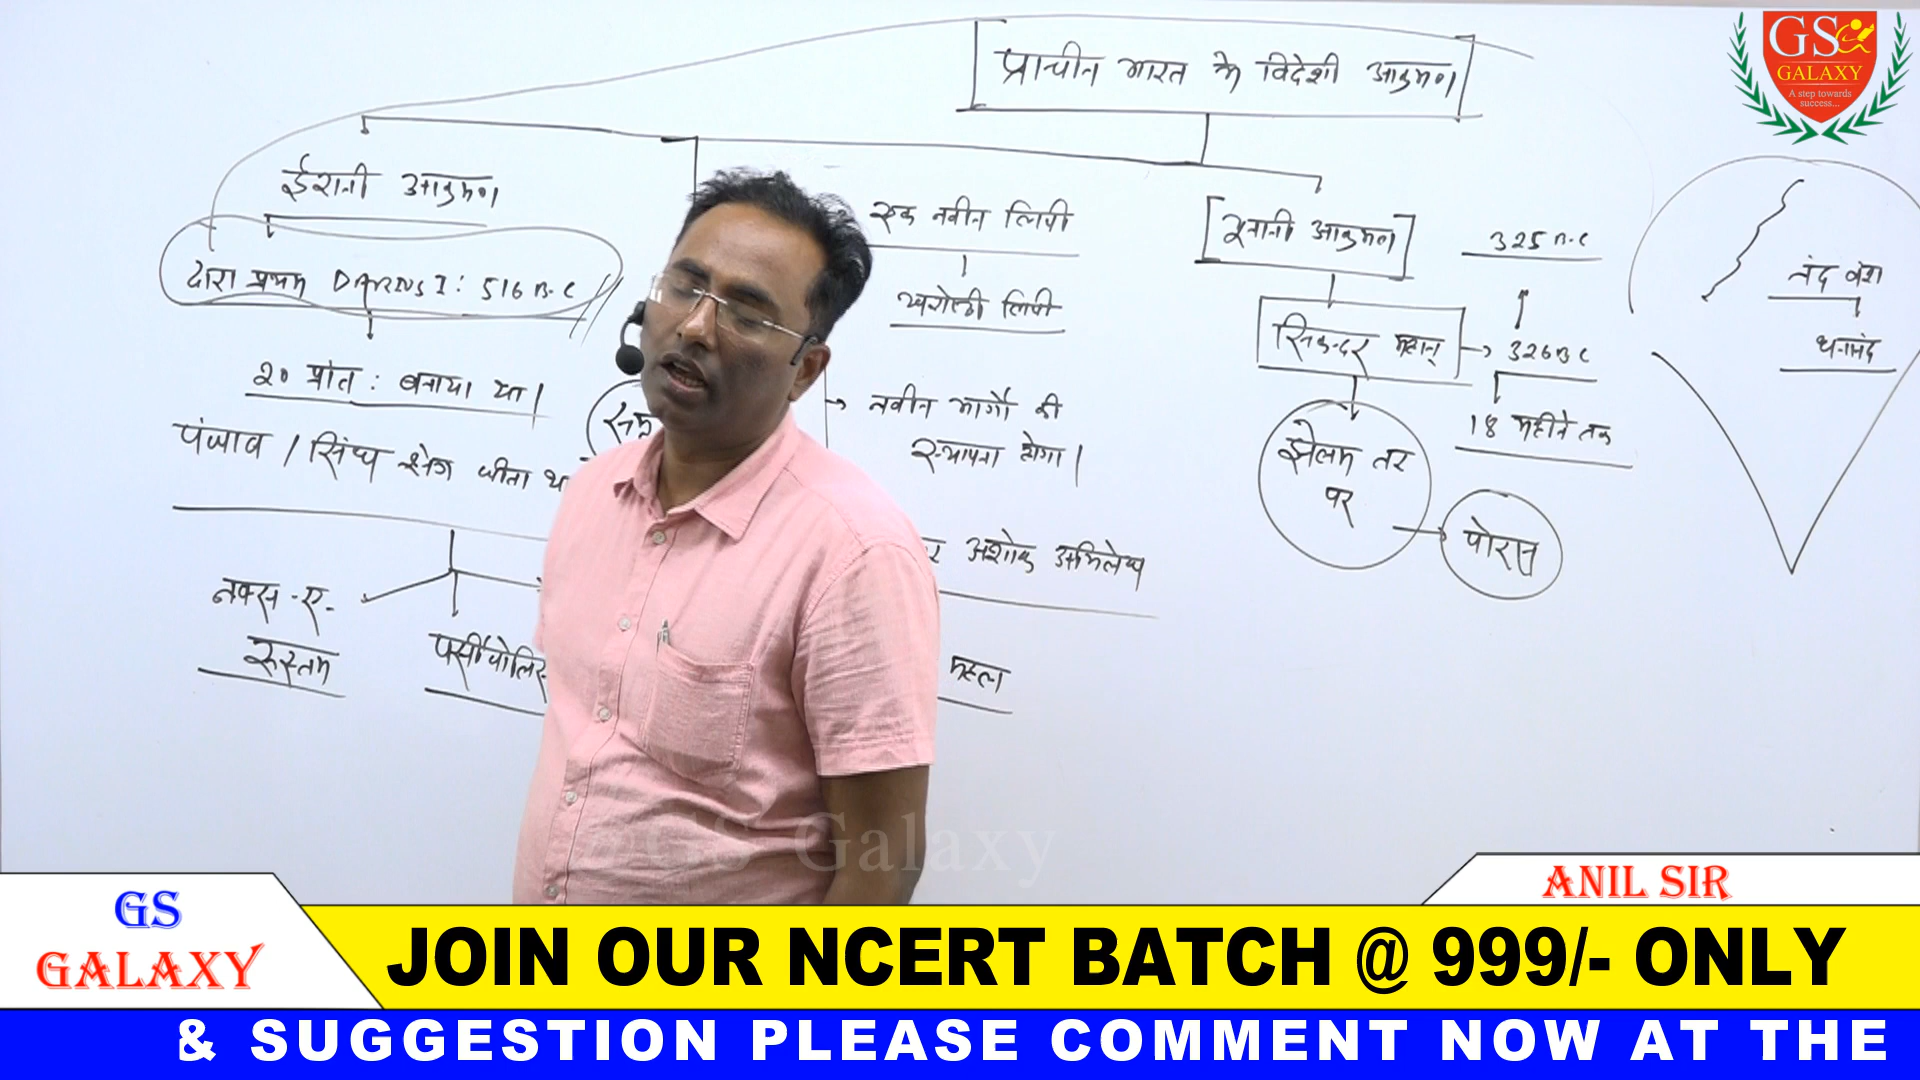 प्राचीन भारत के विदेशी आक्रमण
ईरानी आक्रमण
दारा प्रथम DARIUS I : 516 B.C
20 प्रांत : बनाया था।
पंजाब / सिंध क्षेत्र जीता
नक्स-ए-
रुस्तम
पर्सीपोलिस
एक नवीन लिपी
खरोष्ठी लिपी
→ नवीन मार्गो की
स्थापना होगा।
अशोक अभिलेख
महल
यूनानी आक्रमण
325 B.C
सिकन्दर महान् → 326 B C
18 महीने तक
झेलम तट
पर
पोरस
नंद वंश
धनानंद
GS
GALAXY
A step towards
success...
GS Galaxy
GS
GALAXY
ANIL SIR
JOIN OUR NCERT BATCH @ 999/- ONLY
& SUGGESTION PLEASE COMMENT NOW AT THE